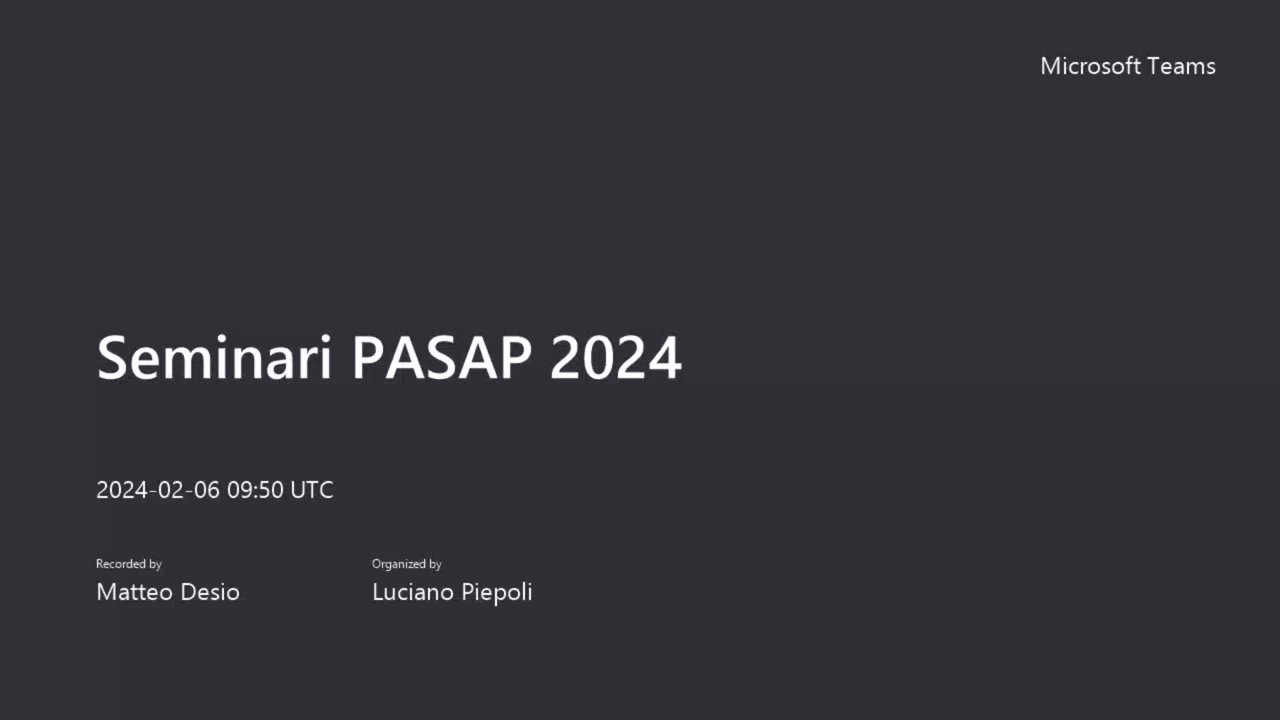 Microsoft Teams
Seminari PASAP 2024
2024-02-06 09:50 UTC
Recorded by
Matteo Desio
Organized by
Luciano Piepoli